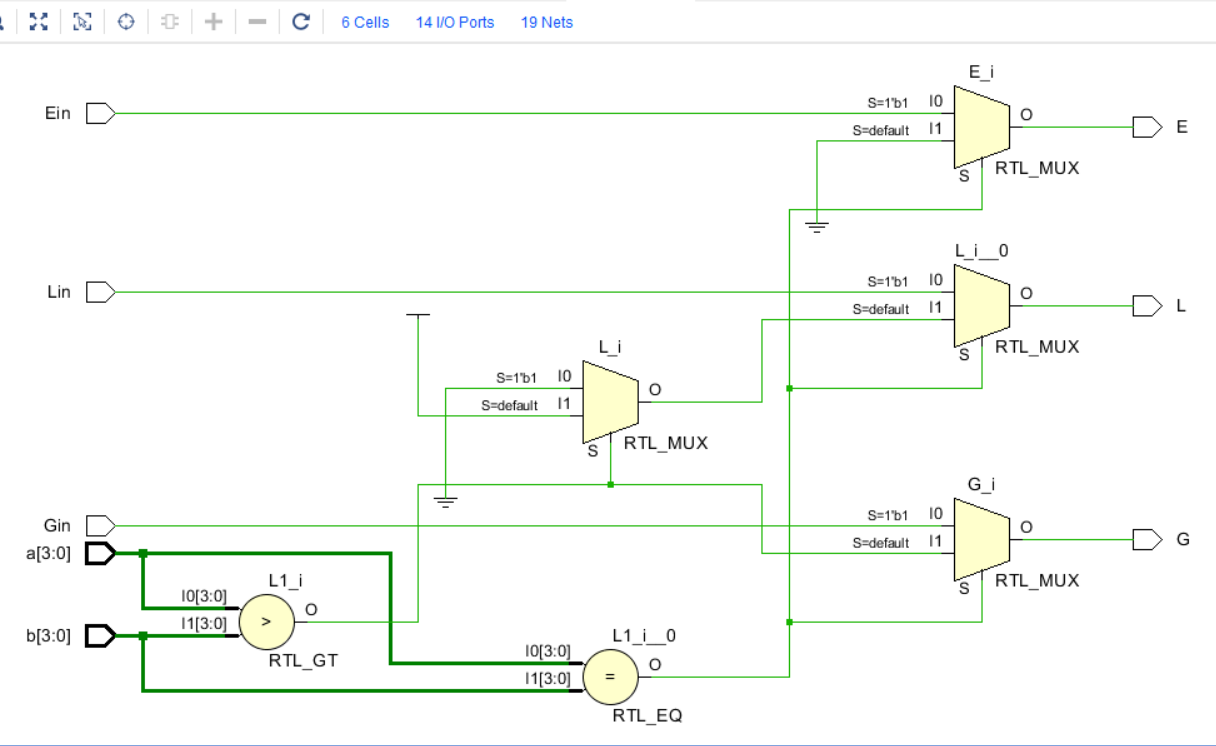 6 Cells 14 I/O Ports 19 Nets
E_i
Ein S=1'b1 I0 O E
S=default I1
S RTL_MUX
L_i__0
Lin S=1'b1 I0 O L
S=default I1
S RTL_MUX
L_i
S=1'b1 I0 O
S=default I1
S RTL_MUX
G_i
Gin S=1'b1 I0 O G
S=default I1
S RTL_MUX
a[3:0]
L1_i
I0[3:0] O
b[3:0] I1[3:0] >
RTL_GT
L1_i__0
I0[3:0] O
I1[3:0] =
RTL_EQ